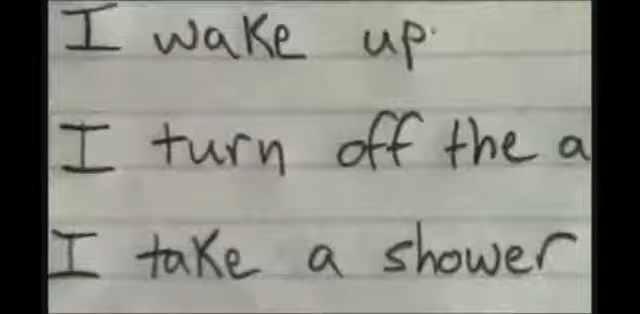 I wake up.
I turn off the a
I take a shower